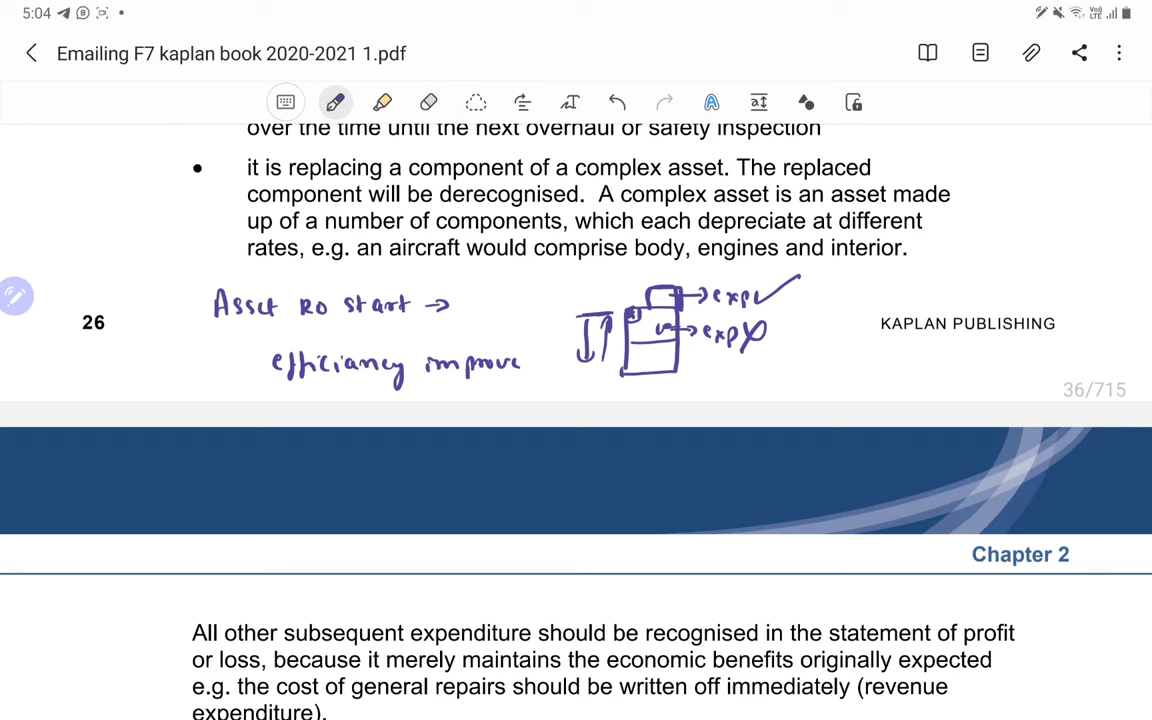 5:04
Emailing F7 kaplan book 2020-2021 1.pdf
over the time until the next overhaul or safety inspection
• it is replacing a component of a complex asset. The replaced
component will be derecognised. A complex asset is an asset made
up of a number of components, which each depreciate at different
rates, e.g. an aircraft would comprise body, engines and interior.
Asset start →
→ exp ✓
26
→ exp
KAPLAN PUBLISHING
efficiancy improve
36/715
Chapter 2
All other subsequent expenditure should be recognised in the statement of profit
or loss, because it merely maintains the economic benefits originally expected
e.g. the cost of general repairs should be written off immediately (revenue
expenditure).